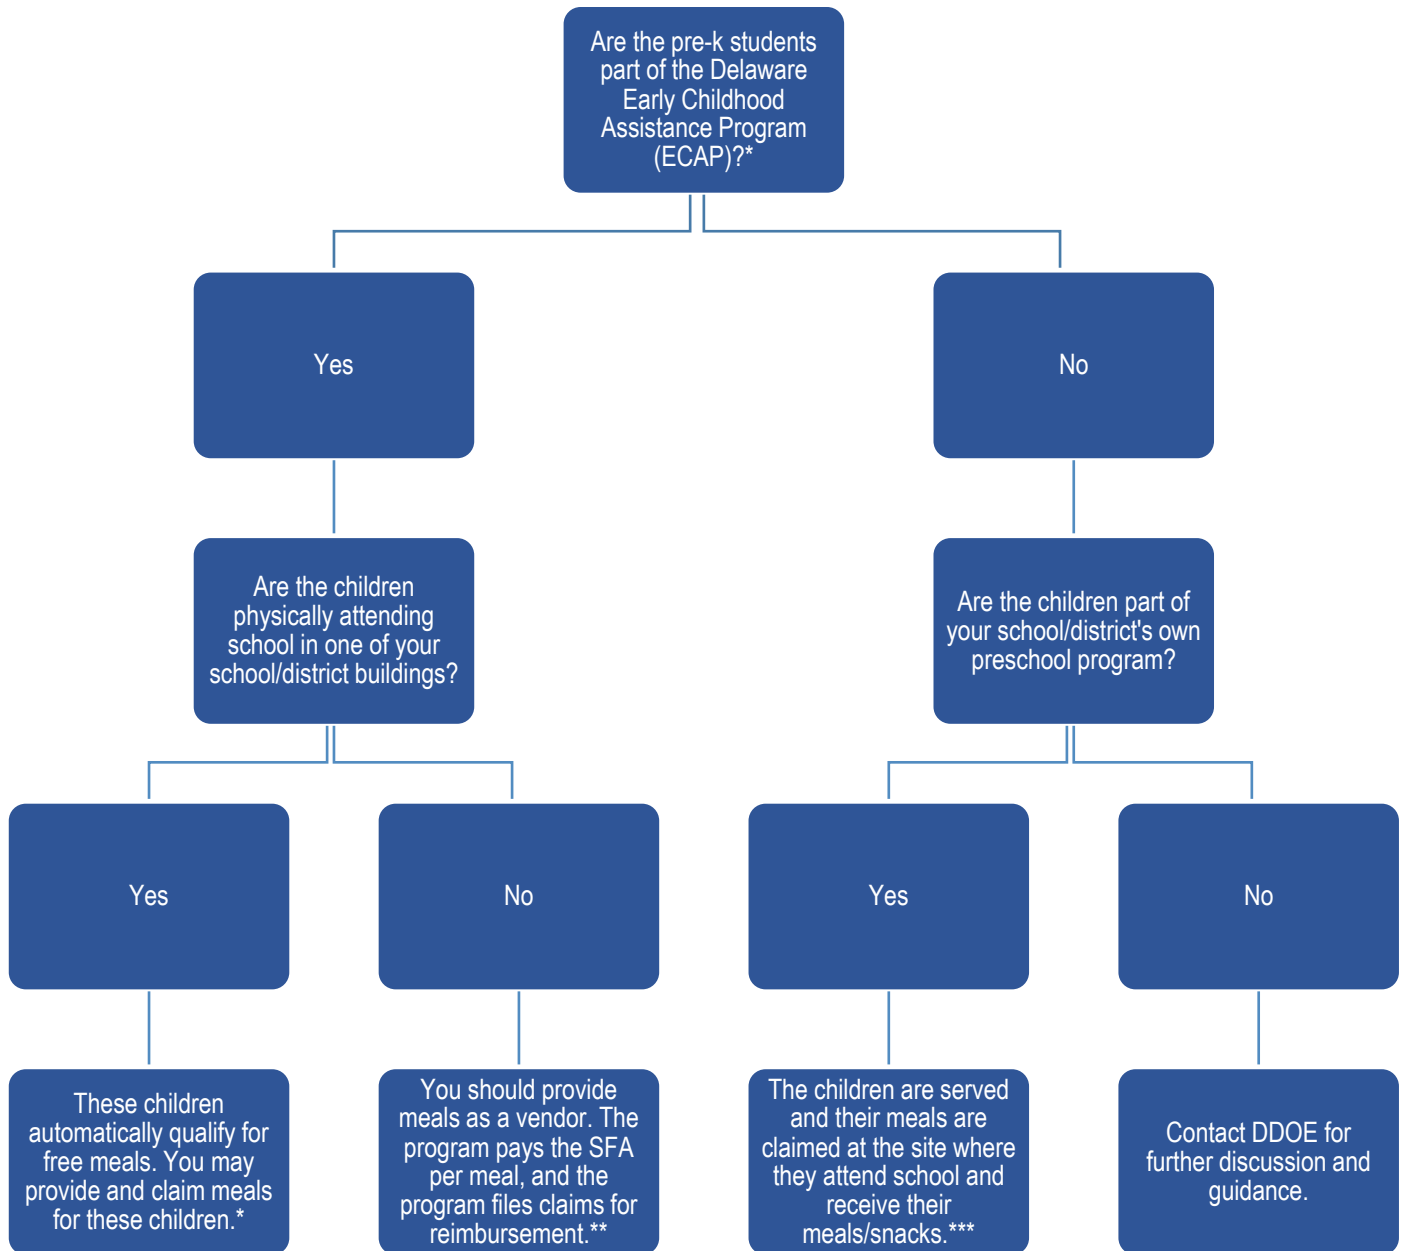 Are the pre-k students
part of the Delaware
Early Childhood
Assistance Program
(ECAP)?*
Yes
No
Are the children
physically attending
school in one of your
school/district buildings?
Are the children part of
your school/district's own
preschool program?
Yes
No
Yes
No
These children
automatically qualify for
free meals. You may
provide and claim meals
for these children.*
You should provide
meals as a vendor. The
program pays the SFA
per meal, and the
program files claims for
reimbursement.**
The children are served
and their meals are
claimed at the site where
they attend school and
receive their
meals/snacks.***
Contact DDOE for
further discussion and
guidance.